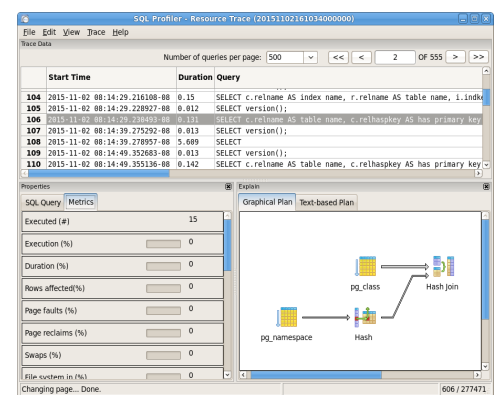 SQL Profiler - Resource Trace (20151102161034000000)
File Edit View Trace Help
Trace Data
Number of queries per page: 500 << < 2 OF 555 > >>
Start Time Duration Query
104 2015-11-02 08:14:29.216108-08 0.15 SELECT c.relname AS index name, r.relname AS table name, i.indke
105 2015-11-02 08:14:29.228927-08 0.012 SELECT version();
106 2015-11-02 08:14:29.230493-08 0.131 SELECT c.relname AS table name, c.relhaspkey AS has primary key
107 2015-11-02 08:14:39.275292-08 0.013 SELECT version();
108 2015-11-02 08:14:39.278957-08 5.609 SELECT
109 2015-11-02 08:14:49.352683-08 0.013 SELECT version();
110 2015-11-02 08:14:49.355136-08 0.142 SELECT c.relname AS table name, c.relhaspkey AS has primary key
Properties
SQL Query Metrics
Executed (#) 15
Execution (%) 0
Duration (%) 0
Rows affected(%) 0
Page faults (%) 0
Page reclaims (%) 0
Swaps (%) 0
File system in (%) 0
Explain
Graphical Plan Text-based Plan
pg_class
Hash Join
pg_namespace
Hash
Changing page... Done.
606 / 277471